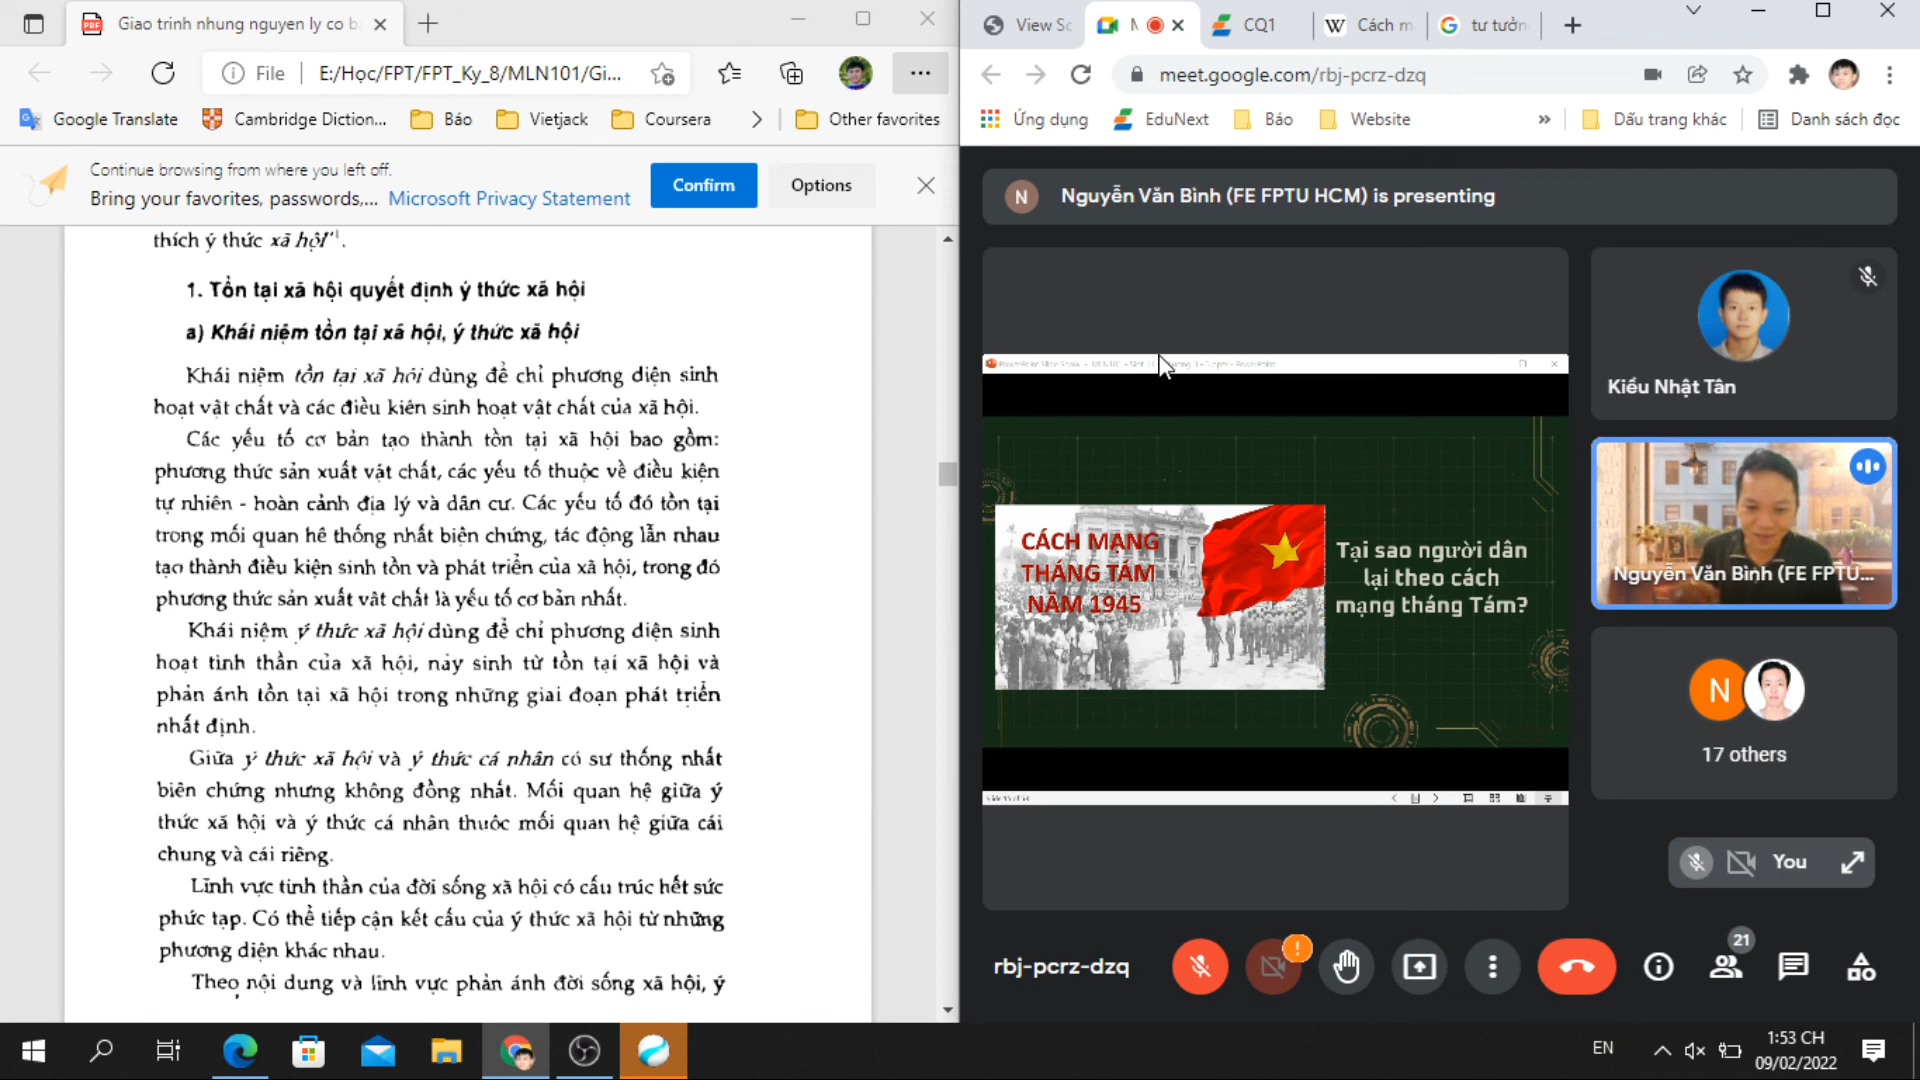 Giao trinh nhung nguyen ly co b
File
E:/Học/FPT/FPT_Ky_8/MLN101/Gi...
Google Translate
Cambridge Diction...
Báo
Vietjack
Coursera
Other favorites
Continue browsing from where you left off.
Bring your favorites, passwords,... Microsoft Privacy Statement
Confirm
Options
thích ý thức xã hội"1.
1. Tồn tại xã hội quyết định ý thức xã hội
a) Khái niệm tồn tại xã hội, ý thức xã hội
Khái niệm tồn tại xã hội dùng để chỉ phương diện sinh
hoạt vật chất và các điều kiện sinh hoạt vật chất của xã hội.
Các yếu tố cơ bản tạo thành tồn tại xã hội bao gồm:
phương thức sản xuất vật chất, các yếu tố thuộc về điều kiện
tự nhiên - hoàn cảnh địa lý và dân cư. Các yếu tố đó tồn tại
trong mối quan hệ thống nhất biện chứng, tác động lẫn nhau
tạo thành điều kiện sinh tồn và phát triển của xã hội, trong đó
phương thức sản xuất vật chất là yếu tố cơ bản nhất.
Khái niệm ý thức xã hội dùng để chỉ phương diện sinh
hoạt tinh thần của xã hội, nảy sinh từ tồn tại xã hội và
phản ánh tồn tại xã hội trong những giai đoạn phát triển
nhất định.
Giữa ý thức xã hội và ý thức cá nhân có sự thống nhất
biện chứng nhưng không đồng nhất. Mối quan hệ giữa ý
thức xã hội và ý thức cá nhân thuộc mối quan hệ giữa cái
chung và cái riêng.
Lĩnh vực tinh thần của đời sống xã hội có cấu trúc hết sức
phức tạp. Có thể tiếp cận kết cấu của ý thức xã hội từ những
phương diện khác nhau.
Theo nội dung và lĩnh vực phản ánh đời sống xã hội, ý
View Sc
M
CQ1
W
Cách m
tư tưởn
meet.google.com/rbj-pcrz-dzq
Ứng dụng
EduNext
Báo
Website
Dấu trang khác
Danh sách đọc
N
Nguyễn Văn Bình (FE FPTU HCM) is presenting
CÁCH MẠNG
THÁNG TÁM
NĂM 1945
Tại sao người dân
lại theo cách
mạng tháng Tám?
Kiều Nhật Tân
Nguyễn Văn Bình (FE FPTU...
N
17 others
You
rbj-pcrz-dzq
21
EN
1:53 CH
09/02/2022